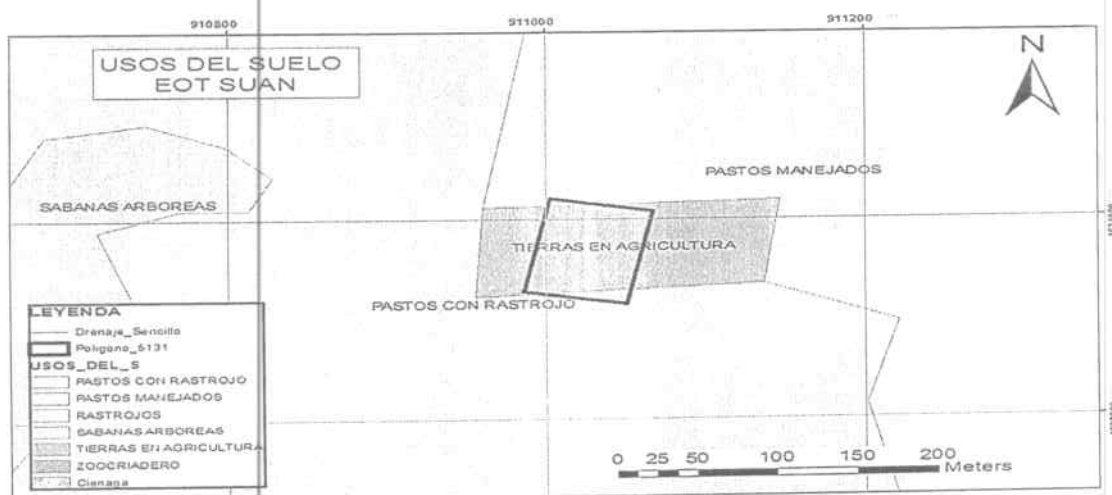 910800
911000
911200
USOS DEL SUELO
EOT SUAN
N
PASTOS MANEJADOS
SABANAS ARBOREAS
TIERRAS EN AGRICULTURA
PASTOS CON RASTROJO
LEYENDA
Drenaje_Sencillo
Poligono_6131
USOS_DEL_S
PASTOS CON RASTROJO
PASTOS MANEJADOS
RASTROJOS
SABANAS ARBOREAS
TIERRAS EN AGRICULTURA
ZOOCRIADERO
Cienaga
0 25 50 100 150 200
Meters